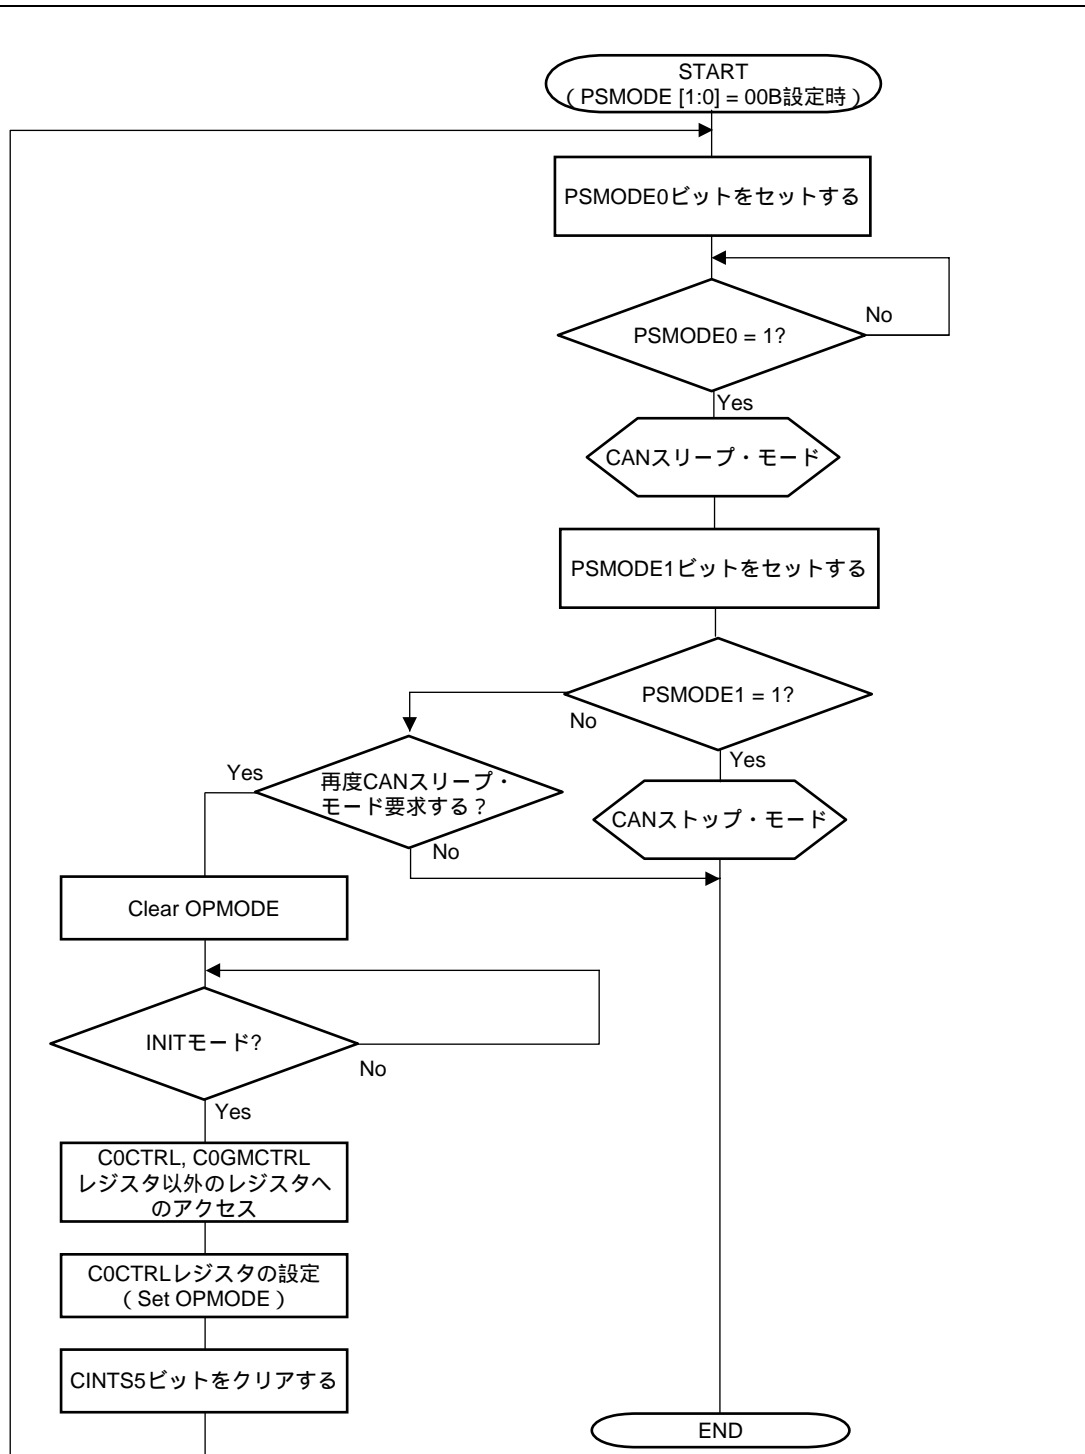 START
（PSMODE [1:0] = 00B設定時）
PSMODE0ビットをセットする
PSMODE0 = 1?
No
Yes
CANスリープ・モード
PSMODE1ビットをセットする
PSMODE1 = 1?
No
Yes
再度CANスリープ・
モード要求する？
Yes
No
CANストップ・モード
Clear OPMODE
INITモード?
No
Yes
C0CTRL, C0GMCTRL
レジスタ以外のレジスタへ
のアクセス
C0CTRLレジスタの設定
（Set OPMODE）
CINTS5ビットをクリアする
END